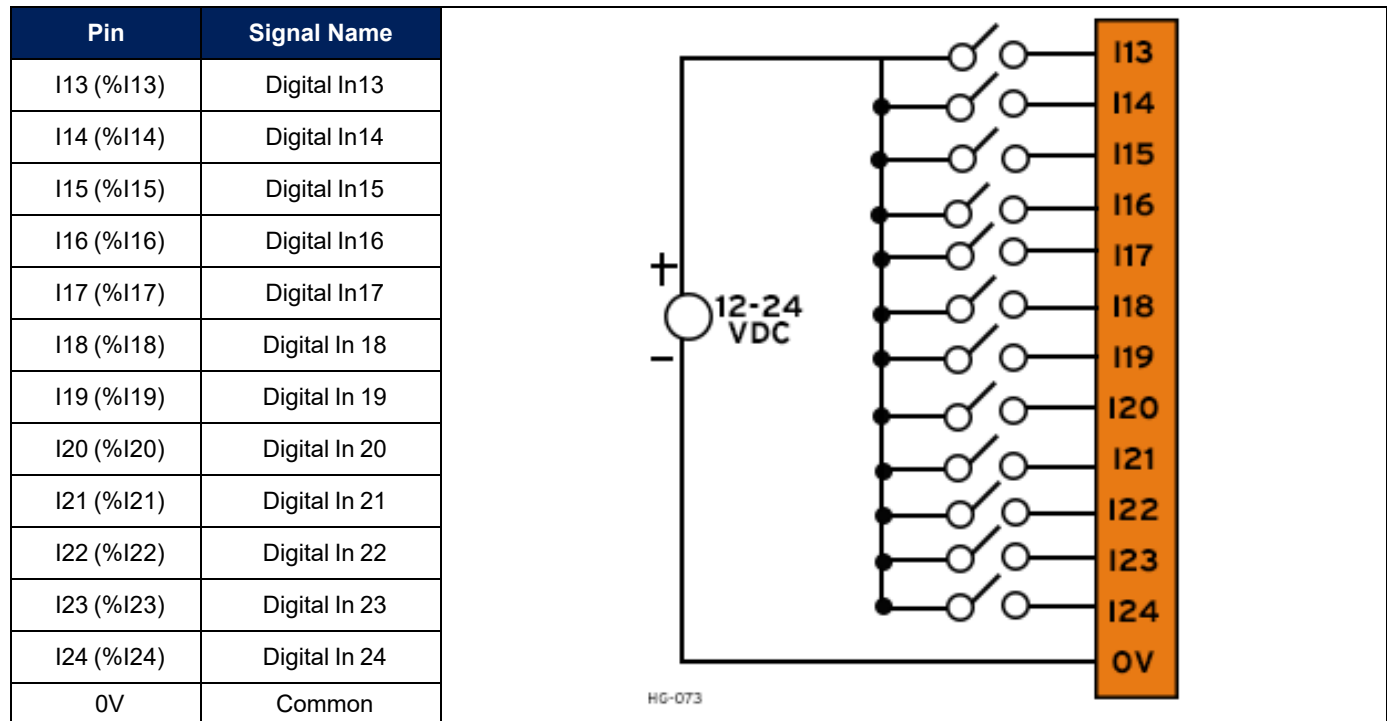 Pin Signal Name
I13 (%I13) Digital In13
I14 (%I14) Digital In14
I15 (%I15) Digital In15
I16 (%I16) Digital In16
I17 (%I17) Digital In17
I18 (%I18) Digital In 18
I19 (%I19) Digital In 19
I20 (%I20) Digital In 20
I21 (%I21) Digital In 21
I22 (%I22) Digital In 22
I23 (%I23) Digital In 23
I24 (%I24) Digital In 24
0V Common
+
12-24
VDC
−
I13
I14
I15
I16
I17
I18
I19
I20
I21
I22
I23
I24
0V
HG-073